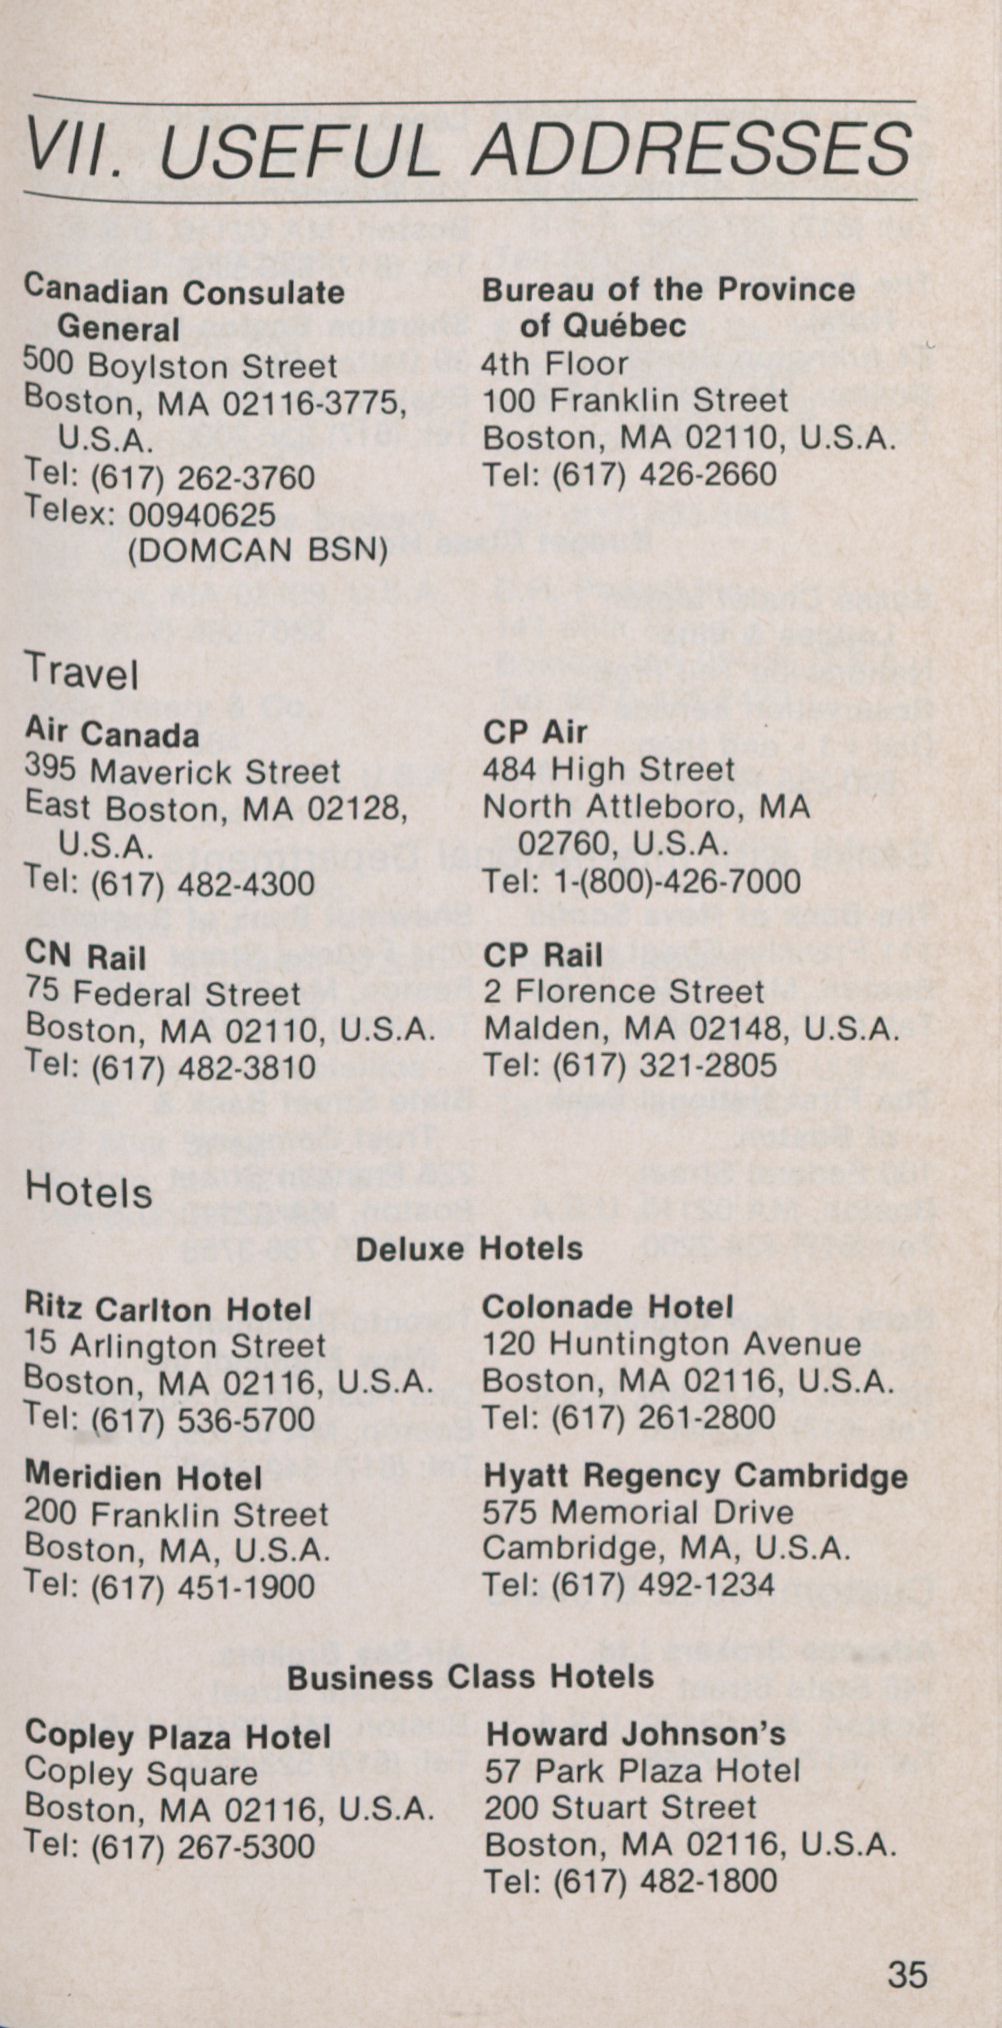 VII. USEFUL ADDRESSES
Canadian Consulate
General
500 Boylston Street
Boston, MA 02116-3775,
U.S.A.
Tel: (617) 262-3760
Telex: 00940625
(DOMCAN BSN)
Bureau of the Province
of Québec
4th Floor
100 Franklin Street
Boston, MA 02110, U.S.A.
Tel: (617) 426-2660
Travel
Air Canada
395 Maverick Street
East Boston, MA 02128,
U.S.A.
Tel: (617) 482-4300
CP Air
484 High Street
North Attleboro, MA
02760, U.S.A.
Tel: 1-(800)-426-7000
CN Rail
75 Federal Street
Boston, MA 02110, U.S.A.
Tel: (617) 482-3810
CP Rail
2 Florence Street
Malden, MA 02148, U.S.A.
Tel: (617) 321-2805
Hotels
Deluxe Hotels
Ritz Carlton Hotel
15 Arlington Street
Boston, MA 02116, U.S.A.
Tel: (617) 536-5700
Colonade Hotel
120 Huntington Avenue
Boston, MA 02116, U.S.A.
Tel: (617) 261-2800
Meridien Hotel
200 Franklin Street
Boston, MA, U.S.A.
Tel: (617) 451-1900
Hyatt Regency Cambridge
575 Memorial Drive
Cambridge, MA, U.S.A.
Tel: (617) 492-1234
Business Class Hotels
Copley Plaza Hotel
Copley Square
Boston, MA 02116, U.S.A.
Tel: (617) 267-5300
Howard Johnson's
57 Park Plaza Hotel
200 Stuart Street
Boston, MA 02116, U.S.A.
Tel: (617) 482-1800
35